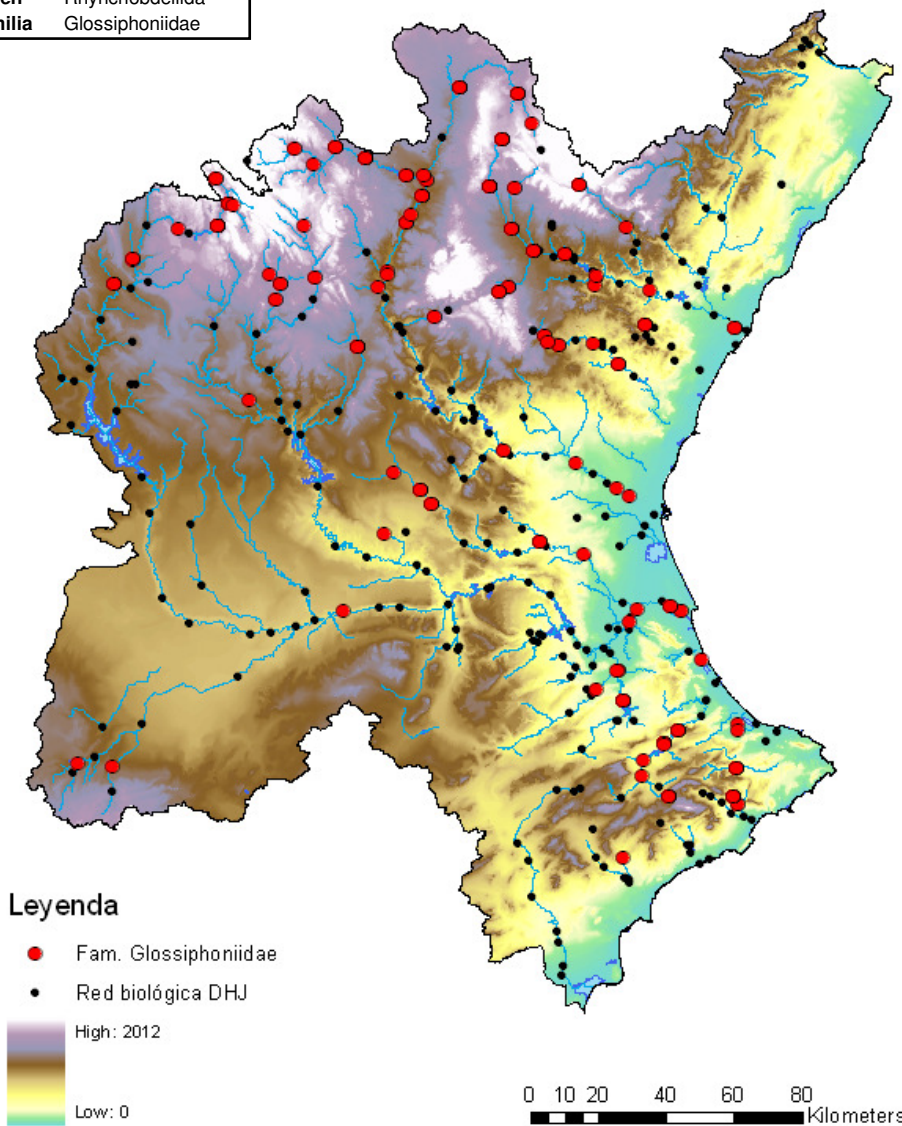 Rhynchobdellida
Glossiphoniidae
Leyenda
Fam. Glossiphoniidae
Red biológica DHJ
High: 2012
Low: 0
0 10 20 40 60 80
Kilometers